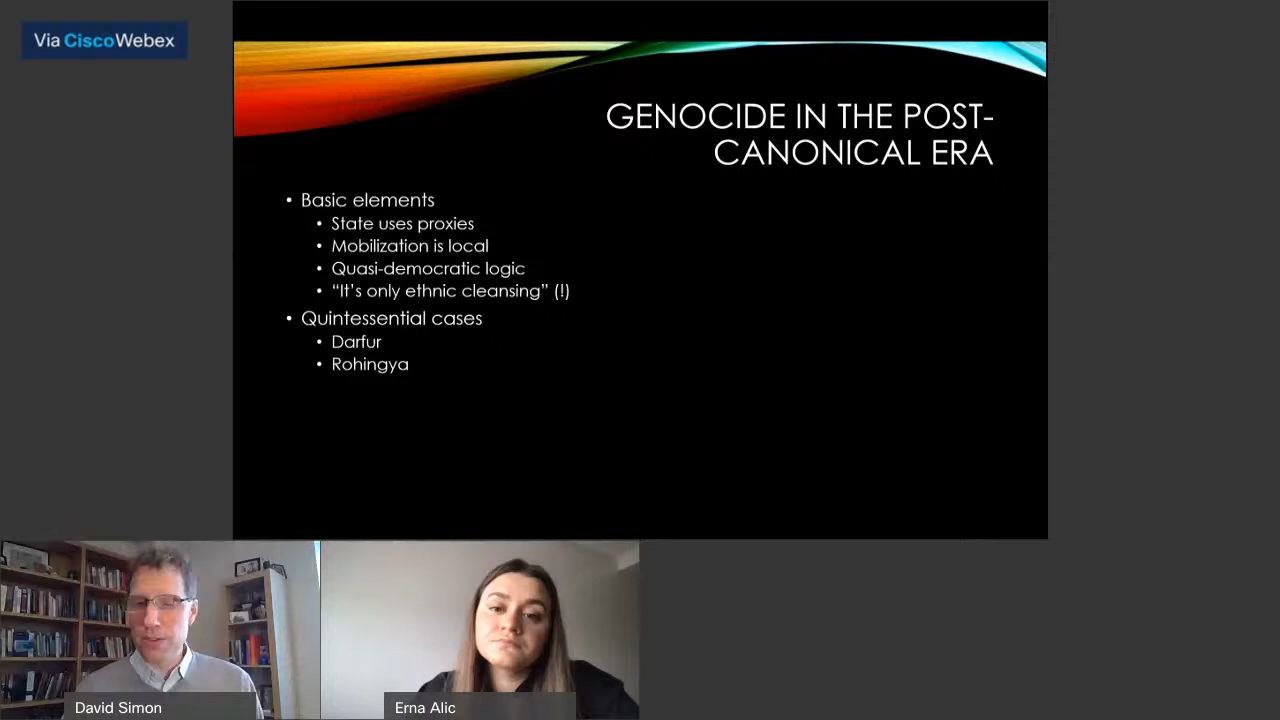 Via CiscoWebex
GENOCIDE IN THE POST-
CANONICAL ERA
• Basic elements
• State uses proxies
• Mobilization is local
• Quasi-democratic logic
• “It’s only ethnic cleansing” (!)
• Quintessential cases
• Darfur
• Rohingya
David Simon
Erna Alic